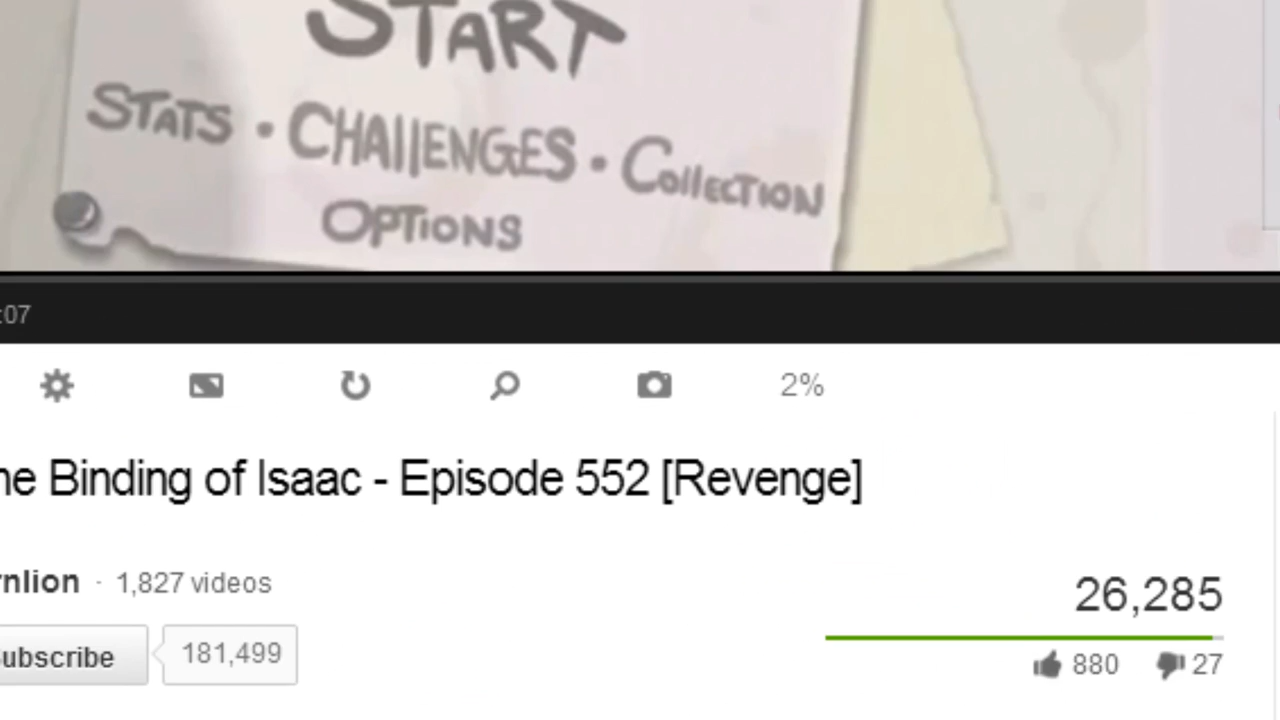 START
STATS • CHALLENGES • COLLECTION
OPTIONS
:07
2%
he Binding of Isaac - Episode 552 [Revenge]
rnlion · 1,827 videos
26,285
ubscribe
181,499
880
27